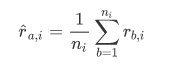 $$\hat{r}_{a,i} = \frac{1}{n_i} \sum_{b=1}^{n_i} r_{b,i}$$